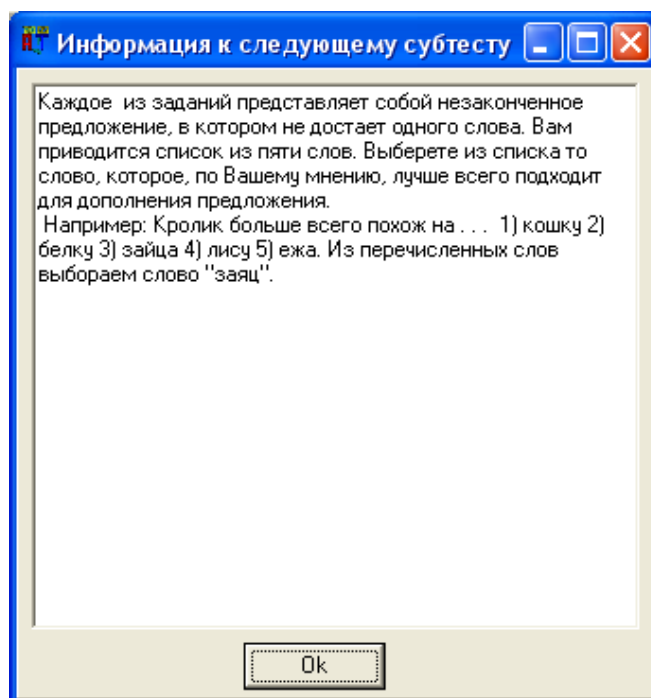 Информация к следующему субтесту
Каждое  из заданий представляет собой незаконченное
предложение, в котором не достает одного слова. Вам
приводится список из пяти слов. Выберете из списка то
слово, которое, по Вашему мнению, лучше всего подходит
для дополнения предложения.
Например: Кролик больше всего похож на . . .  1) кошку 2)
белку 3) зайца 4) лису 5) ежа. Из перечисленных слов
выбораем слово "заяц".
Ok